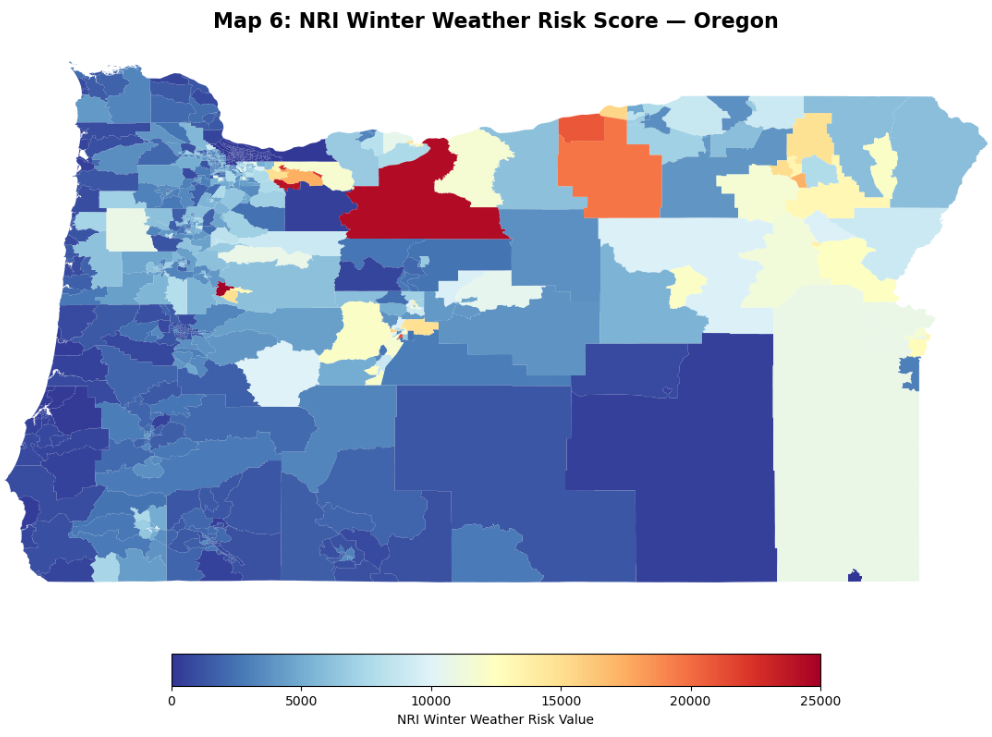 Map 6: NRI Winter Weather Risk Score — Oregon
0 5000 10000 15000 20000 25000
NRI Winter Weather Risk Value